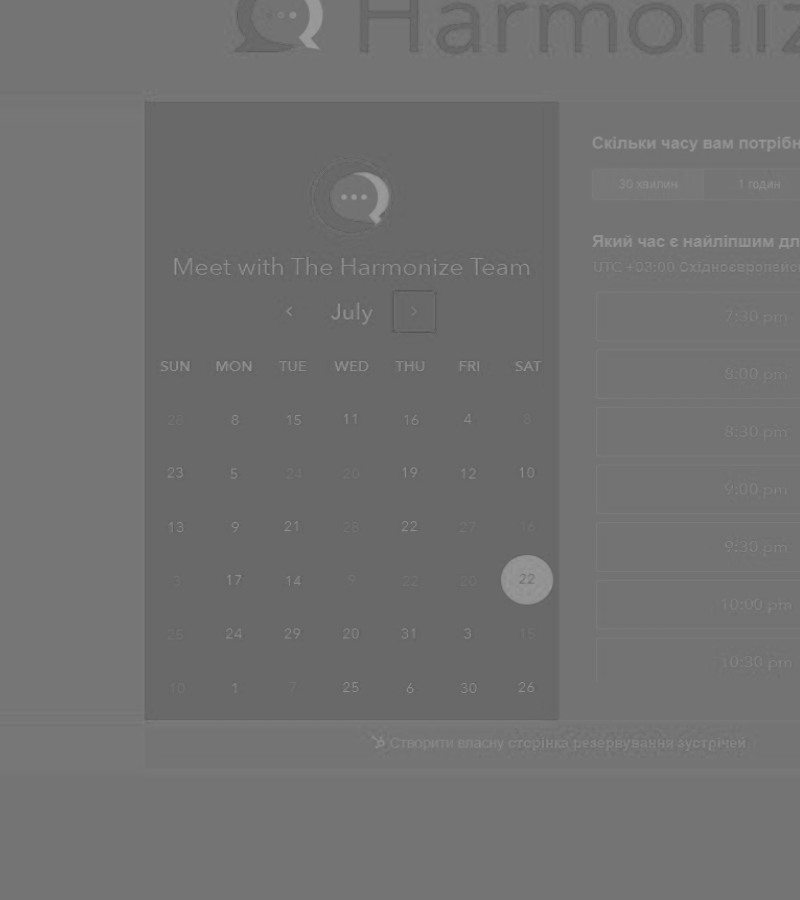 Harmoniz
Meet with The Harmonize Team
July
SUN MON TUE WED THU FRI SAT
26 8 15 11 16 4 8
23 5 24 20 19 12 10
13 9 21 28 22 27 16
3 17 14 9 22 20 22
25 24 29 20 31 3 15
10 1 7 25 6 30 26
Скільки часу вам потрібн
30 хвилин 1 годин
Який час є найліпшим дл
UTC +03:00 Східноєвропейсь
7:30 pm
8:00 pm
8:30 pm
9:00 pm
9:30 pm
10:00 pm
10:30 pm
Створити власну сторінка резервування зустрічей